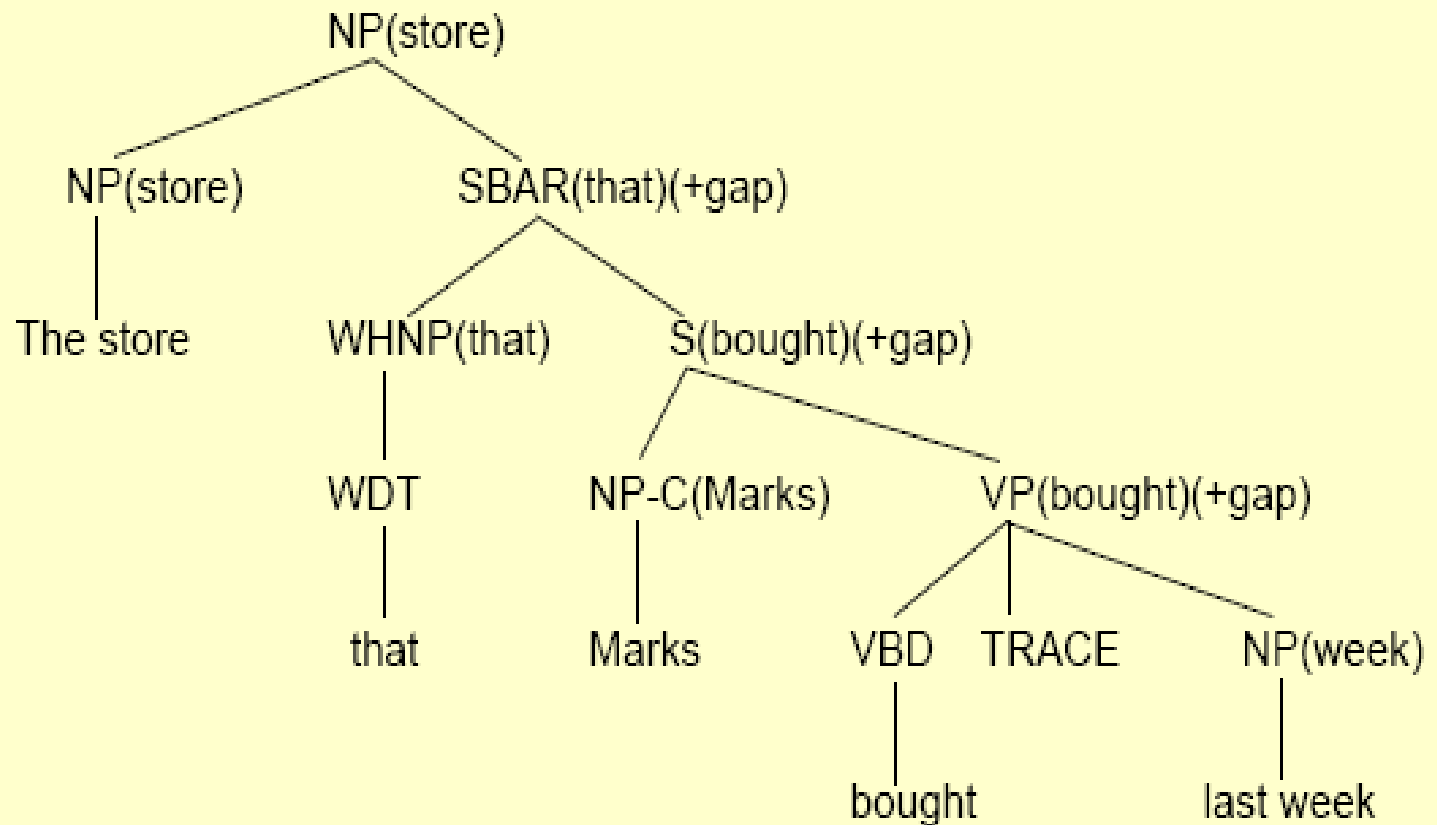 NP(store)
NP(store) SBAR(that)(+gap)
The store WHNP(that) S(bought)(+gap)
WDT NP-C(Marks) VP(bought)(+gap)
that Marks VBD TRACE NP(week)
bought last week